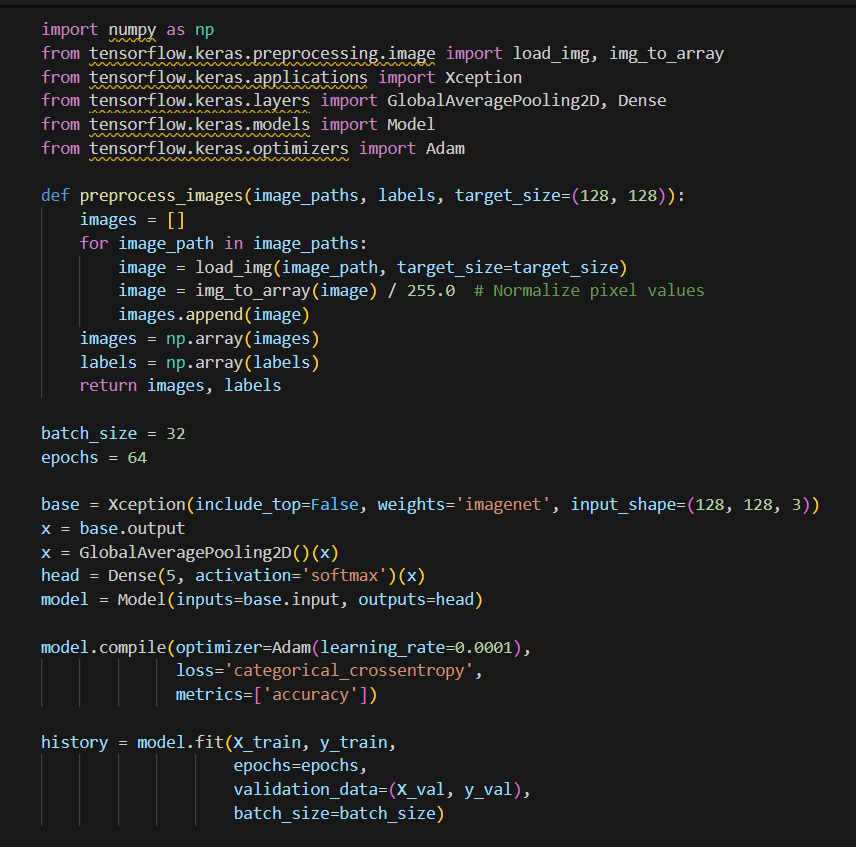 import numpy as np
from tensorflow.keras.preprocessing.image import load_img, img_to_array
from tensorflow.keras.applications import Xception
from tensorflow.keras.layers import GlobalAveragePooling2D, Dense
from tensorflow.keras.models import Model
from tensorflow.keras.optimizers import Adam

def preprocess_images(image_paths, labels, target_size=(128, 128)):
    images = []
    for image_path in image_paths:
        image = load_img(image_path, target_size=target_size)
        image = img_to_array(image) / 255.0  # Normalize pixel values
        images.append(image)
    images = np.array(images)
    labels = np.array(labels)
    return images, labels

batch_size = 32
epochs = 64

base = Xception(include_top=False, weights='imagenet', input_shape=(128, 128, 3))
x = base.output
x = GlobalAveragePooling2D()(x)
head = Dense(5, activation='softmax')(x)
model = Model(inputs=base.input, outputs=head)

model.compile(optimizer=Adam(learning_rate=0.0001),
              loss='categorical_crossentropy',
              metrics=['accuracy'])

history = model.fit(X_train, y_train,
                    epochs=epochs,
                    validation_data=(X_val, y_val),
                    batch_size=batch_size)